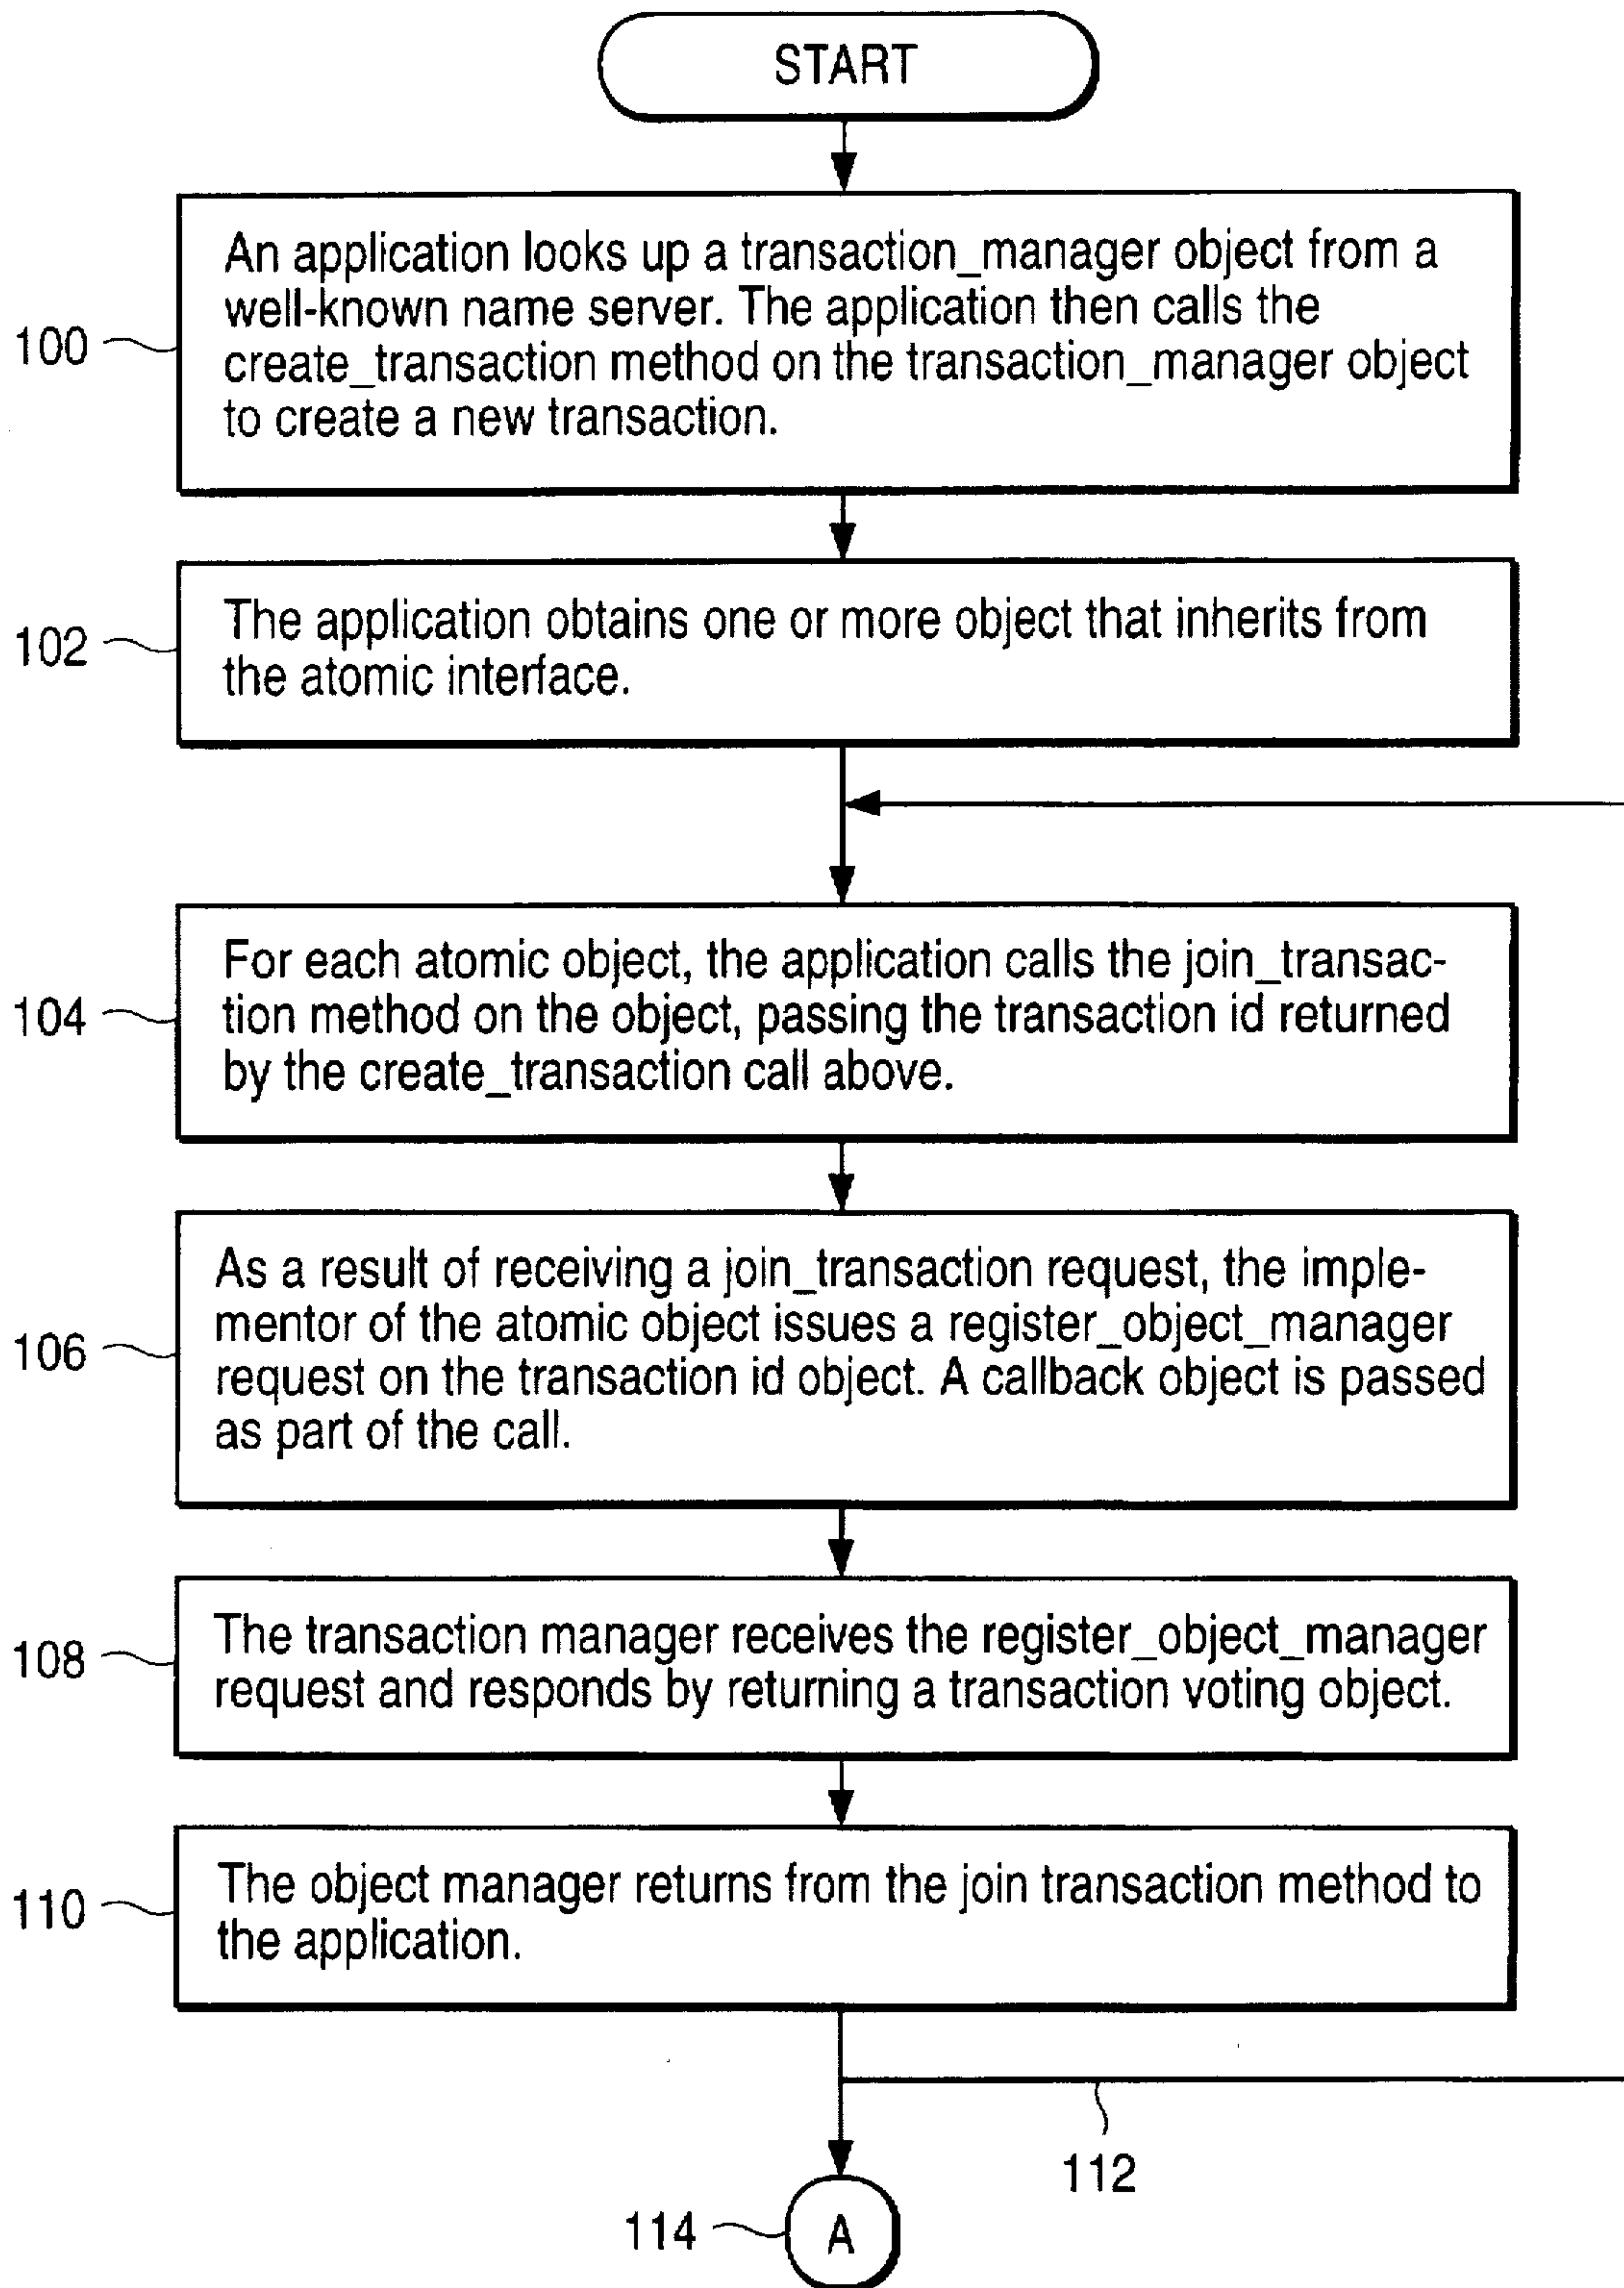 START
An application looks up a transaction_manager object from a
well-known name server. The application then calls the
create_transaction method on the transaction_manager object
to create a new transaction.
100
The application obtains one or more object that inherits from
the atomic interface.
102
For each atomic object, the application calls the join_transac-
tion method on the object, passing the transaction id returned
by the create_transaction call above.
104
As a result of receiving a join_transaction request, the imple-
mentor of the atomic object issues a register_object_manager
request on the transaction id object. A callback object is passed
as part of the call.
106
The transaction manager receives the register_object_manager
request and responds by returning a transaction voting object.
108
The object manager returns from the join transaction method to
the application.
110
112
114
A